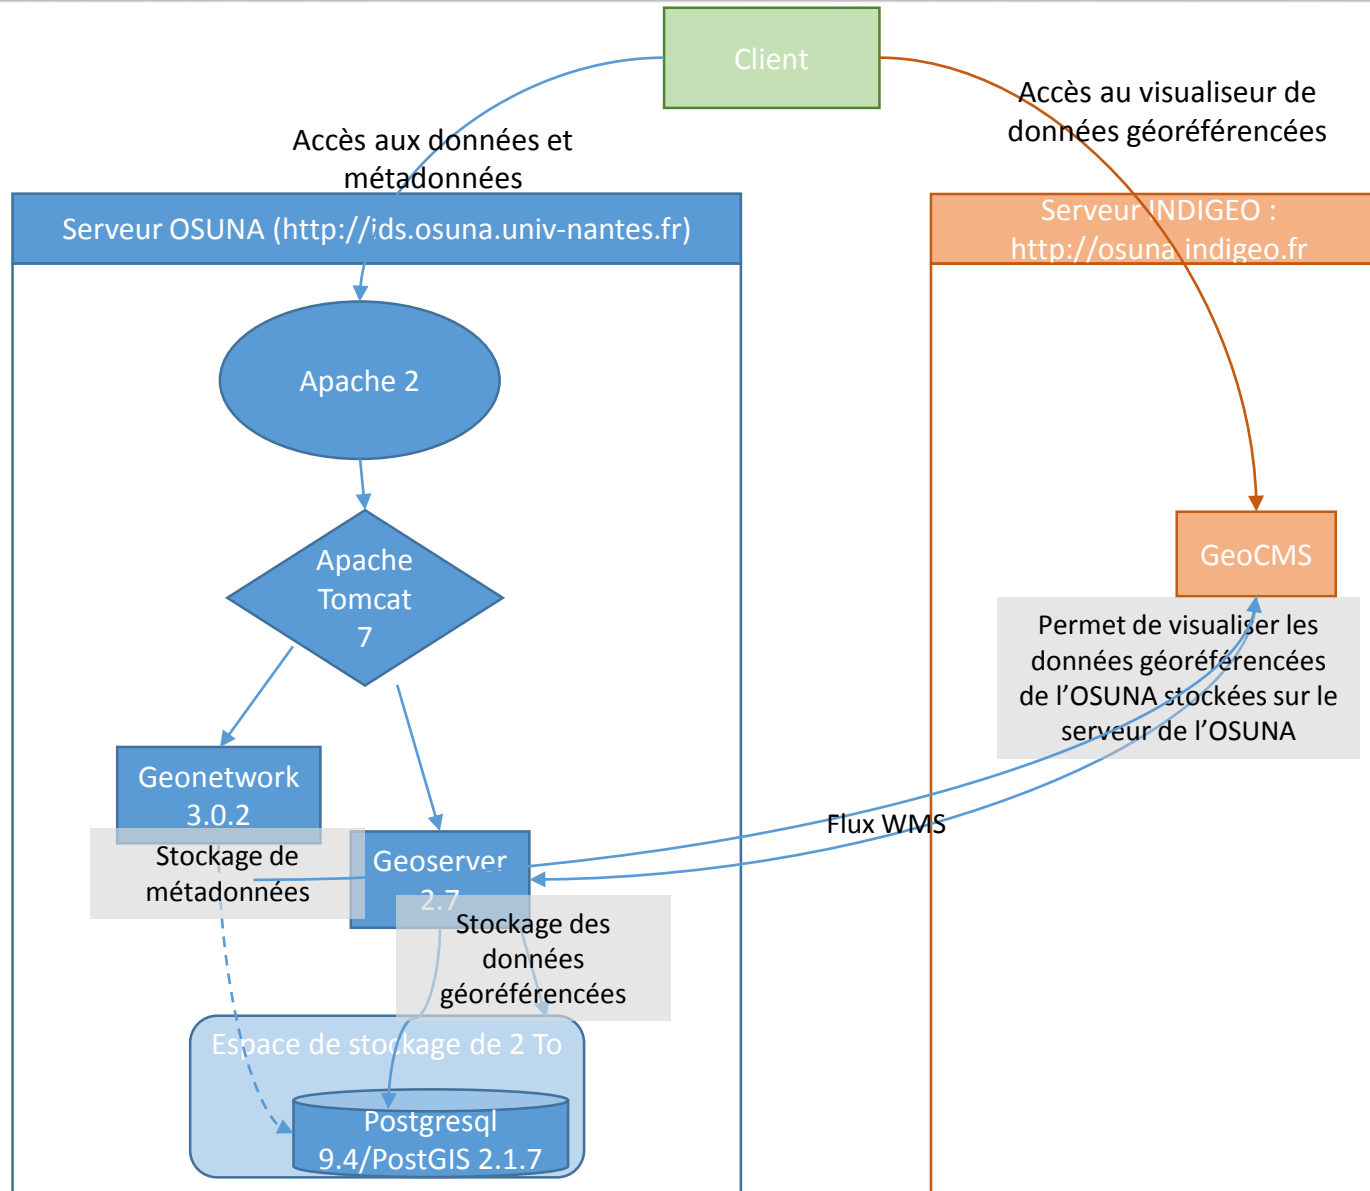 Client
Accès au visualiseur de
données géoréférencées
Accès aux données et
métadonnées
Serveur OSUNA (http://ids.osuna.univ-nantes.fr)
Serveur INDIGEO :
http://osuna.indigeo.fr
Apache 2
Apache
Tomcat
7
GeoCMS
Permet de visualiser les
données géoréférencées
de l’OSUNA stockées sur le
serveur de l’OSUNA
Geonetwork
3.0.2
Stockage de
métadonnées
Geoserver
2.7
Flux WMS
Stockage des
données
géoréférencées
Espace de stockage de 2 To
Postgresql
9.4/PostGIS 2.1.7